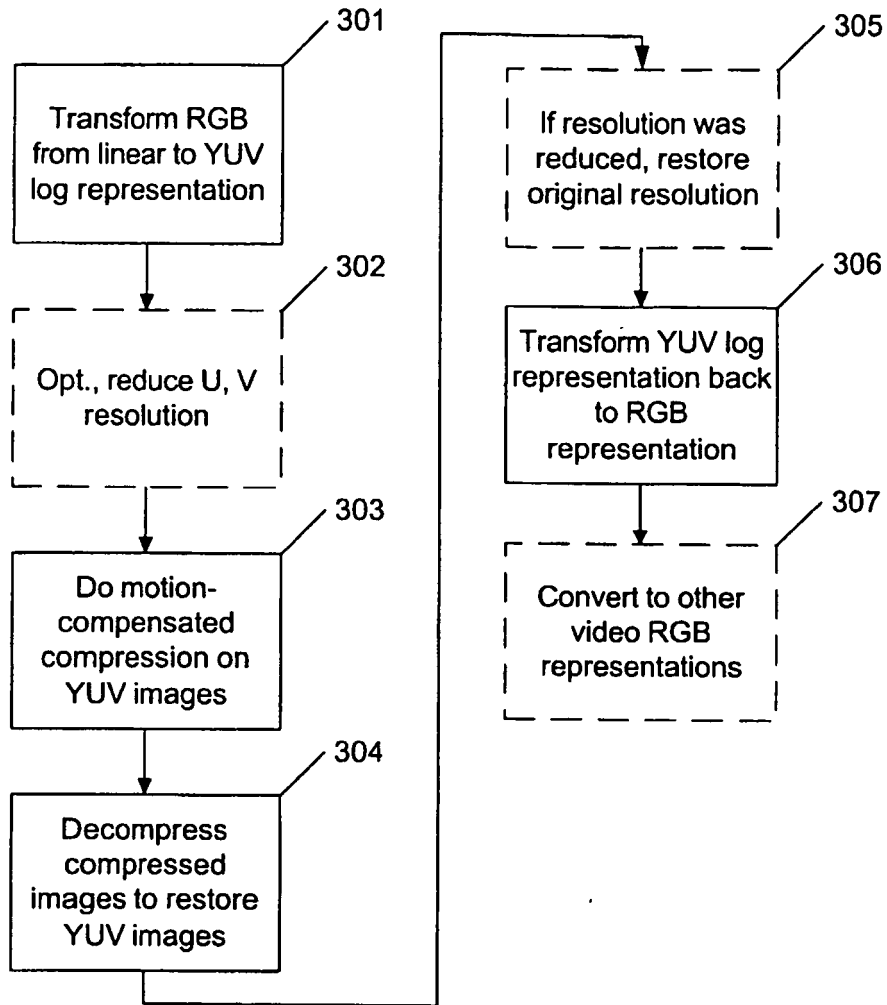 301
Transform RGB
from linear to YUV
log representation
302
Opt., reduce U, V
resolution
303
Do motion-
compensated
compression on
YUV images
304
Decompress
compressed
images to restore
YUV images
305
If resolution was
reduced, restore
original resolution
306
Transform YUV log
representation back
to RGB
representation
307
Convert to other
video RGB
representations